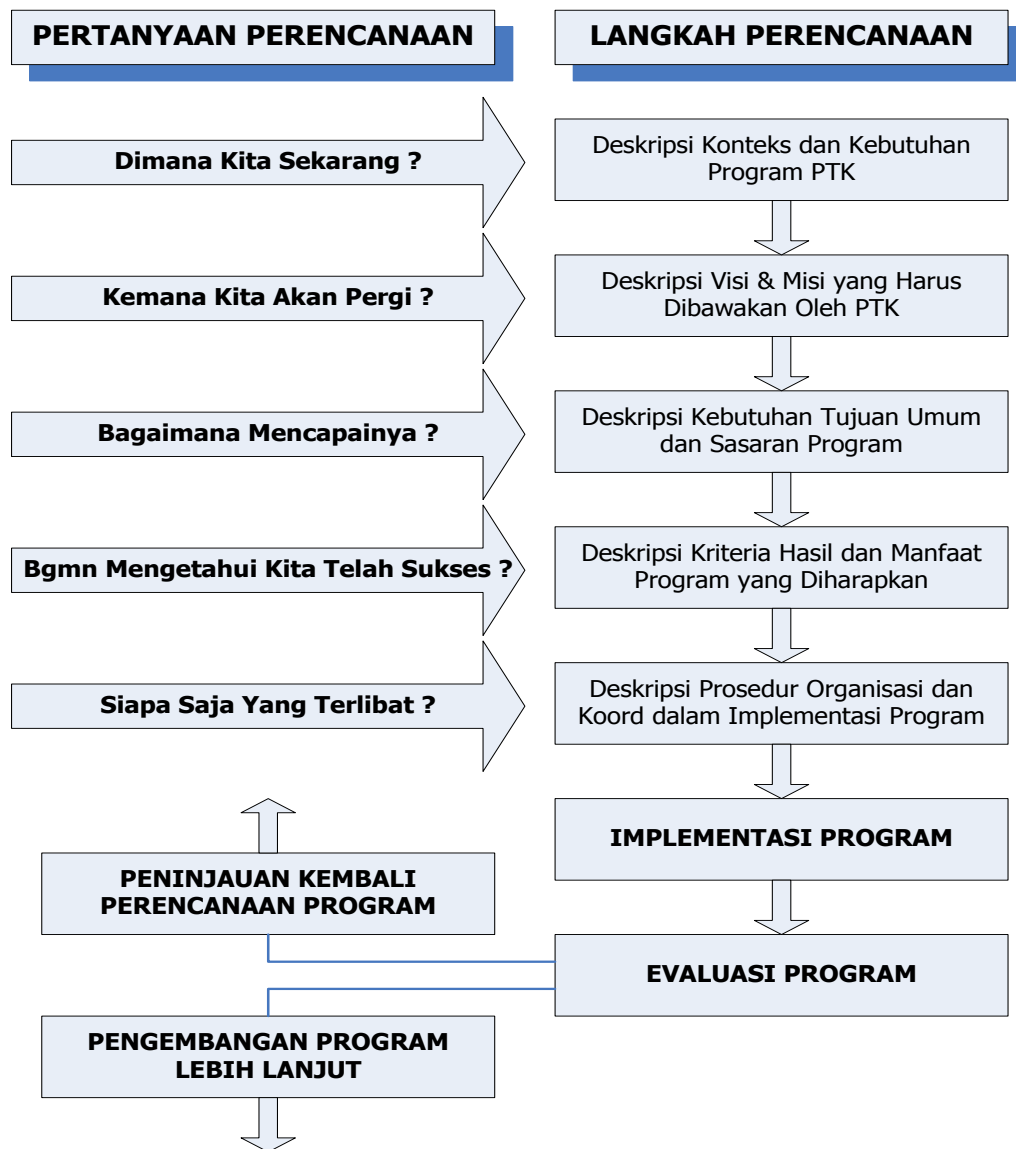 PERTANYAAN PERENCANAAN
LANGKAH PERENCANAAN
Dimana Kita Sekarang ?
Deskripsi Konteks dan Kebutuhan
Program PTK
Kemana Kita Akan Pergi ?
Deskripsi Visi & Misi yang Harus
Dibawakan Oleh PTK
Bagaimana Mencapainya ?
Deskripsi Kebutuhan Tujuan Umum
dan Sasaran Program
Bgmn Mengetahui Kita Telah Sukses ?
Deskripsi Kriteria Hasil dan Manfaat
Program yang Diharapkan
Siapa Saja Yang Terlibat ?
Deskripsi Prosedur Organisasi dan
Koord dalam Implementasi Program
IMPLEMENTASI PROGRAM
PENINJAUAN KEMBALI
PERENCANAAN PROGRAM
EVALUASI PROGRAM
PENGEMBANGAN PROGRAM
LEBIH LANJUT